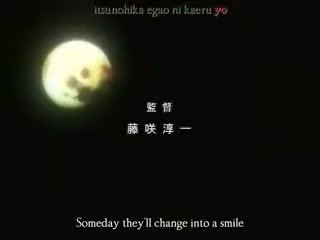 itsunohika egao ni kaeru yo
監督
藤咲淳一
Someday they'll change into a smile